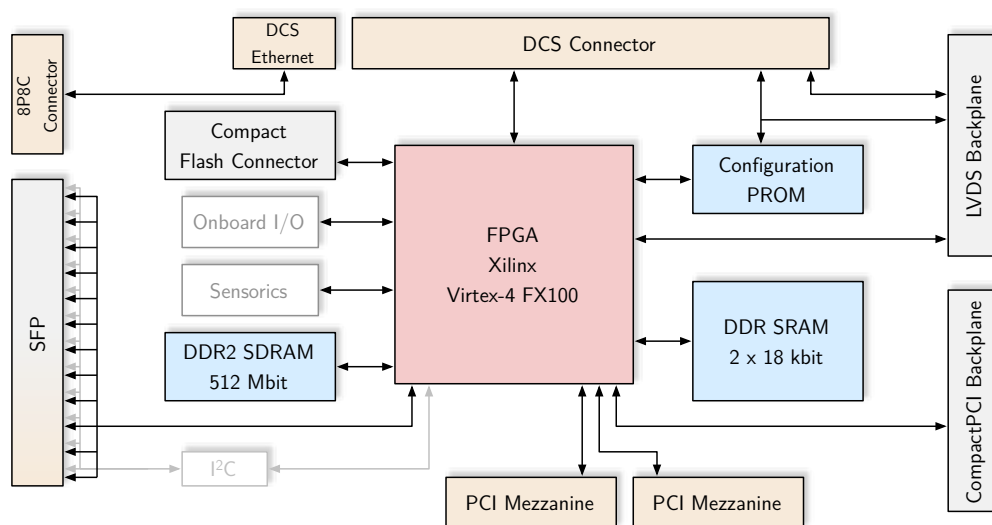 DCS
Ethernet
DCS Connector
8P8C
Connector
LVDS Backplane
Compact
Flash Connector
Configuration
PROM
Onboard I/O
FPGA
Xilinx
Virtex-4 FX100
Sensorics
SFP
DDR2 SDRAM
512 Mbit
DDR SRAM
2 x 18 kbit
CompactPCI Backplane
I²C
PCI Mezzanine
PCI Mezzanine